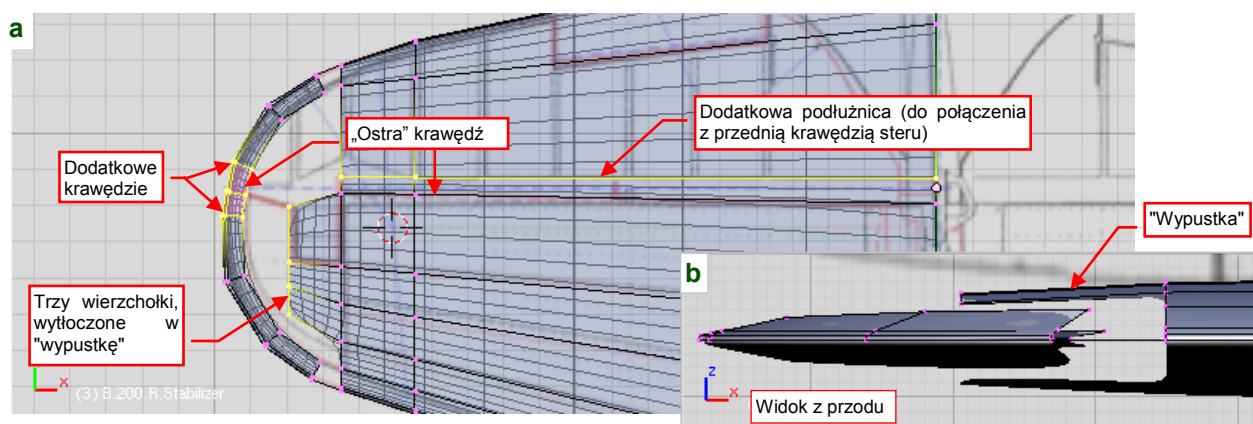 a
Dodatkowa podłużnica (do połączenia
z przednią krawędzią steru)
„Ostra” krawędź
Dodatkowe
krawędzie
"Wypustka"
b
Trzy wierzchołki,
wytłoczone w
"wypustkę"
x
(3) B.200.R.Stabilizer
z
x
Widok z przodu